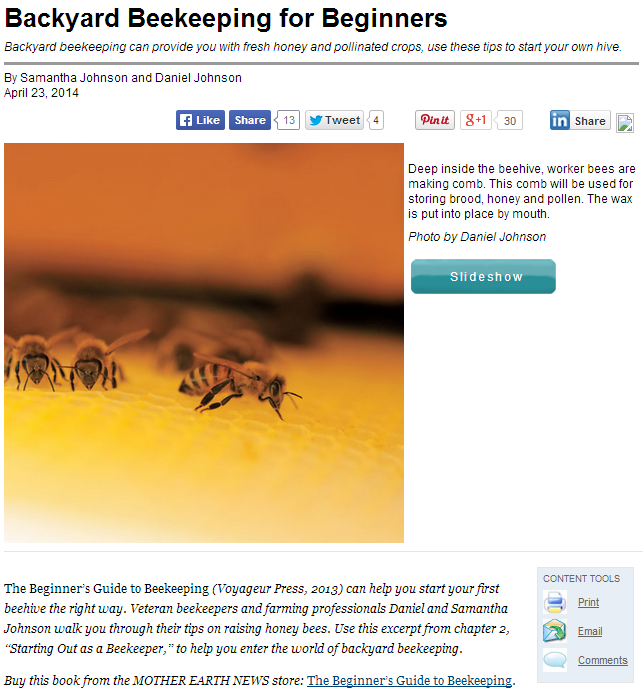 Backyard Beekeeping for Beginners
Backyard beekeeping can provide you with fresh honey and pollinated crops, use these tips to start your own hive.
By Samantha Johnson and Daniel Johnson
April 23, 2014
Like Share 13 Tweet 4 Pin it g+1 30 in Share
Deep inside the beehive, worker bees are
making comb. This comb will be used for
storing brood, honey and pollen. The wax
is put into place by mouth.
Photo by Daniel Johnson
Slideshow
The Beginner’s Guide to Beekeeping (Voyageur Press, 2013) can help you start your first
beehive the right way. Veteran beekeepers and farming professionals Daniel and Samantha
Johnson walk you through their tips on raising honey bees. Use this excerpt from chapter 2,
“Starting Out as a Beekeeper,” to help you enter the world of backyard beekeeping.
Buy this book from the MOTHER EARTH NEWS store: The Beginner’s Guide to Beekeeping.
CONTENT TOOLS
Print
Email
Comments